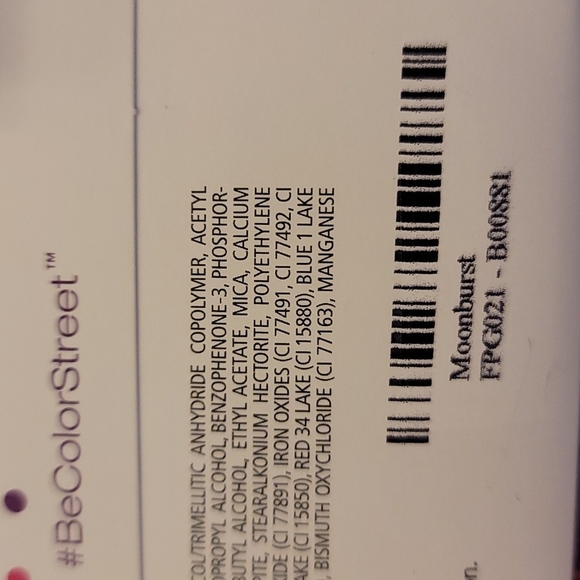 #BeColorStreet™
COL/TRIMELLITIC ANHYDRIDE COPOLYMER, ACETYL
OPROPYL ALCOHOL, BENZOPHENONE-3, PHOSPHOR-
BUTYL ALCOHOL, ETHYL ACETATE, MICA, CALCIUM
PITE, STEARALKONIUM HECTORITE, POLYETHYLENE
IDE (CI 77891), IRON OXIDES (CI 77491, CI 77492, CI
AKE (CI 15850), RED 34 LAKE (CI 15880), BLUE 1 LAKE
, BISMUTH OXYCHLORIDE (CI 77163), MANGANESE
n.
Moonburst
FPG021 - B00881